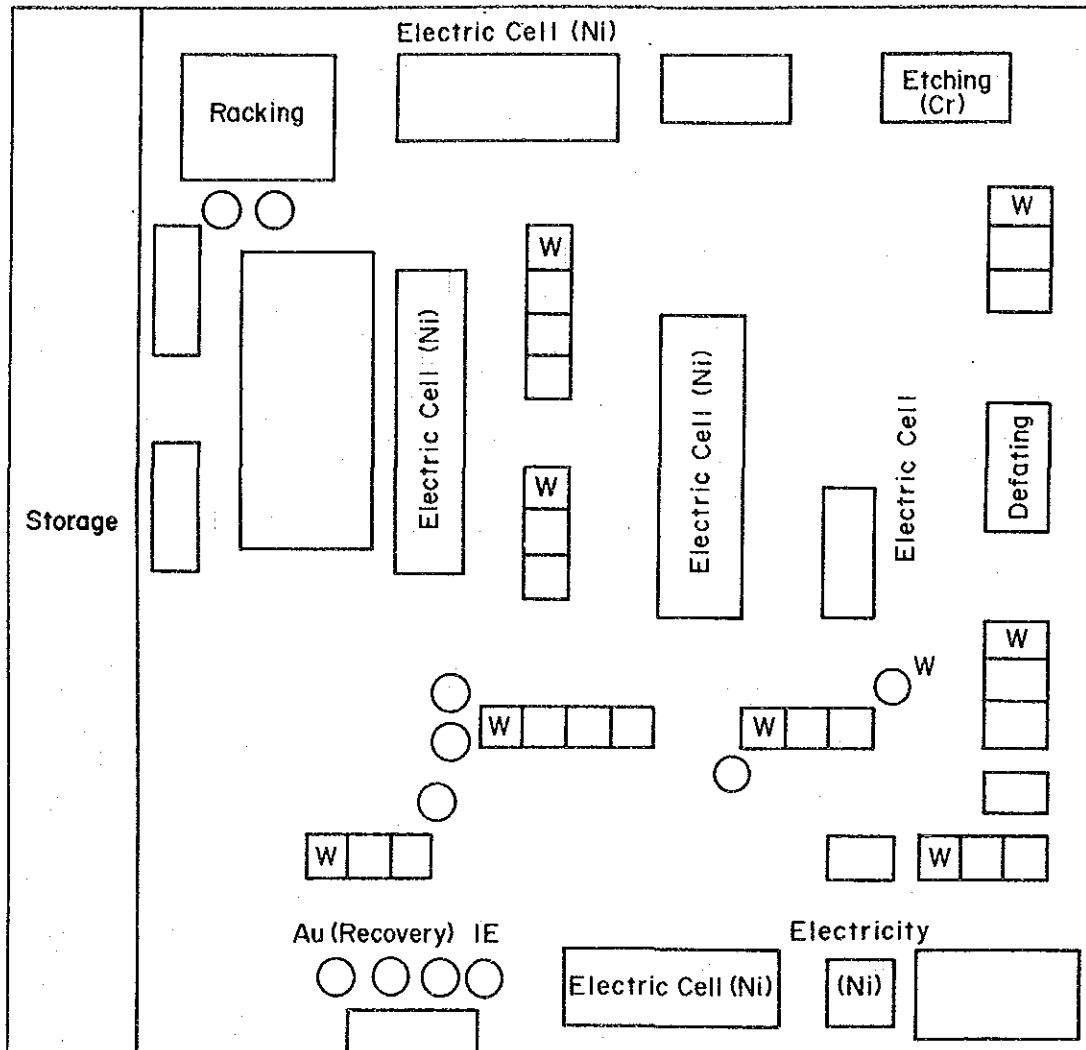 Electric Cell (Ni)
Racking
Etching
(Cr)
W
W
Electric Cell (Ni)
Electric Cell (Ni)
Electric Cell
Defating
W
Storage
W
W
W
W
W
W
Au (Recovery) IE
Electricity
Electric Cell (Ni)
(Ni)